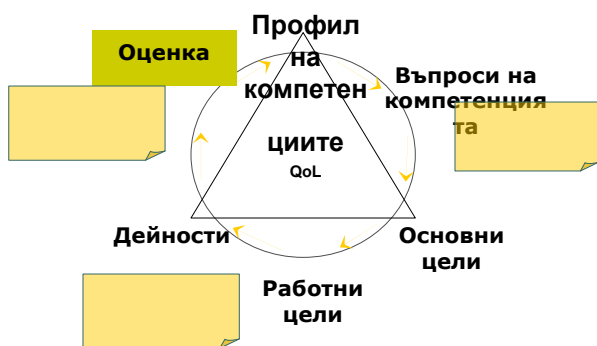 Оценка
Профил
на
компетен
циите
QoL
Въпроси на
компетенция
та
Дейности
Основни
цели
Работни
цели